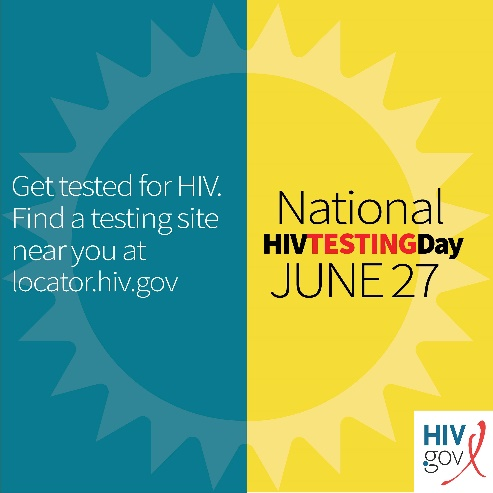 Get tested for HIV.
Find a testing site
near you at
locator.hiv.gov
National
HIVTESTINGDay
JUNE 27
HIV
.gov